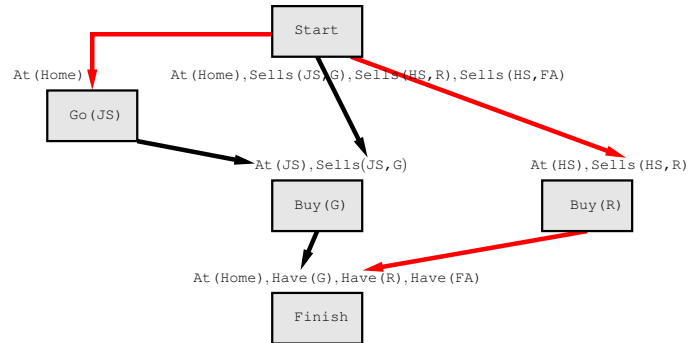 Start
At(Home)
At(Home),Sells(JS,G),Sells(HS,R),Sells(HS,FA)
Go(JS)
At(JS),Sells(JS,G)
At(HS),Sells(HS,R)
Buy(G)
Buy(R)
At(Home),Have(G),Have(R),Have(FA)
Finish